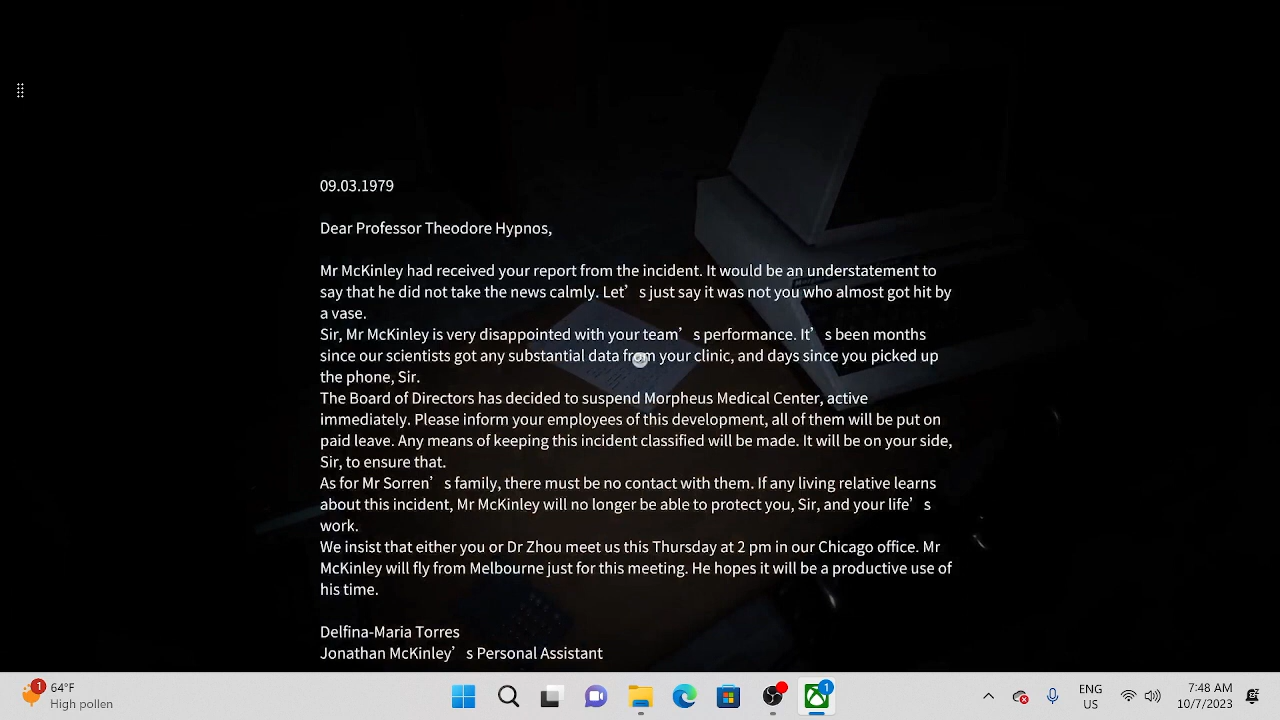 09.03.1979
Dear Professor Theodore Hypnos,
Mr McKinley had received your report from the incident. It would be an understatement to
say that he did not take the news calmly. Let’s just say it was not you who almost got hit by
a vase.
Sir, Mr McKinley is very disappointed with your team’s performance. It’s been months
since our scientists got any substantial data from your clinic, and days since you picked up
the phone, Sir.
The Board of Directors has decided to suspend Morpheus Medical Center, active
immediately. Please inform your employees of this development, all of them will be put on
paid leave. Any means of keeping this incident classified will be made. It will be on your side,
Sir, to ensure that.
As for Mr Sorren’s family, there must be no contact with them. If any living relative learns
about this incident, Mr McKinley will no longer be able to protect you, Sir, and your life’s
work.
We insist that either you or Dr Zhou meet us this Thursday at 2 pm in our Chicago office. Mr
McKinley will fly from Melbourne just for this meeting. He hopes it will be a productive use of
his time.
Delfina-Maria Torres
Jonathan McKinley’s Personal Assistant
1
64°F
High pollen
1
ENG
US
7:48 AM
10/7/2023